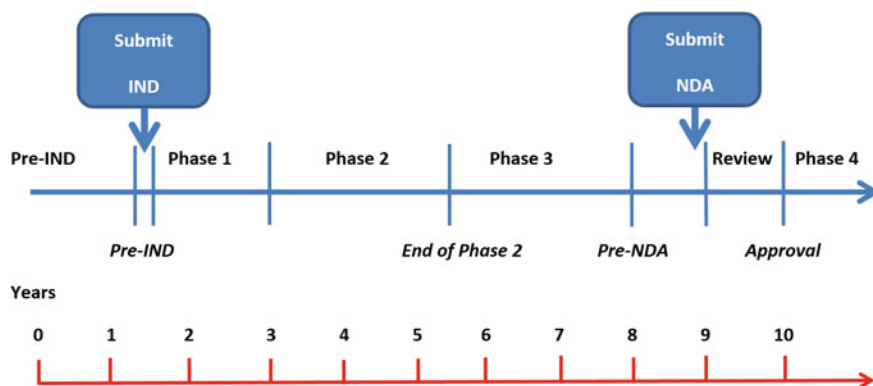 Submit
IND
Submit
NDA
Pre-IND Phase 1 Phase 2 Phase 3 Review Phase 4
Pre-IND End of Phase 2 Pre-NDA Approval
Years
0 1 2 3 4 5 6 7 8 9 10